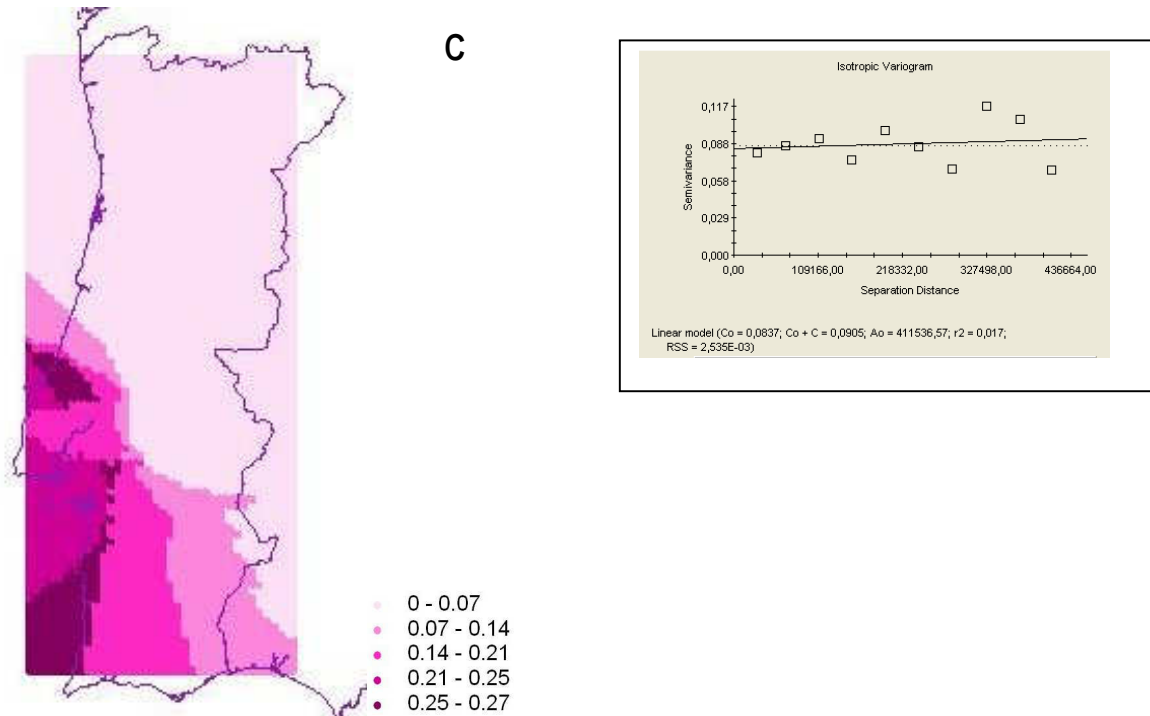 C
0 - 0.07
0.07 - 0.14
0.14 - 0.21
0.21 - 0.25
0.25 - 0.27
Isotropic Variogram
0,117
0,088
0,058
0,029
0,000
Semivariance
0,00 109166,00 218332,00 327498,00 436664,00
Separation Distance
Linear model (Co = 0,0837; Co + C = 0,0905; Ao = 411536,57; r2 = 0,017;
RSS = 2,535E-03)